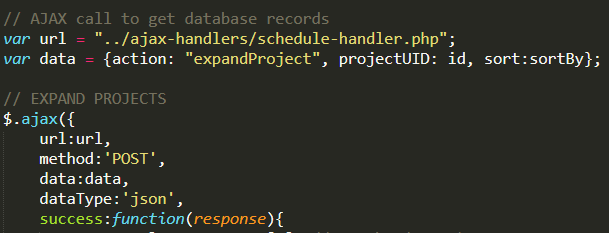 // AJAX call to get database records
var url = "../ajax-handlers/schedule-handler.php";
var data = {action: "expandProject", projectUID: id, sort:sortBy};
// EXPAND PROJECTS
$.ajax({
url:url,
method:'POST',
data:data,
dataType:'json',
success:function(response){